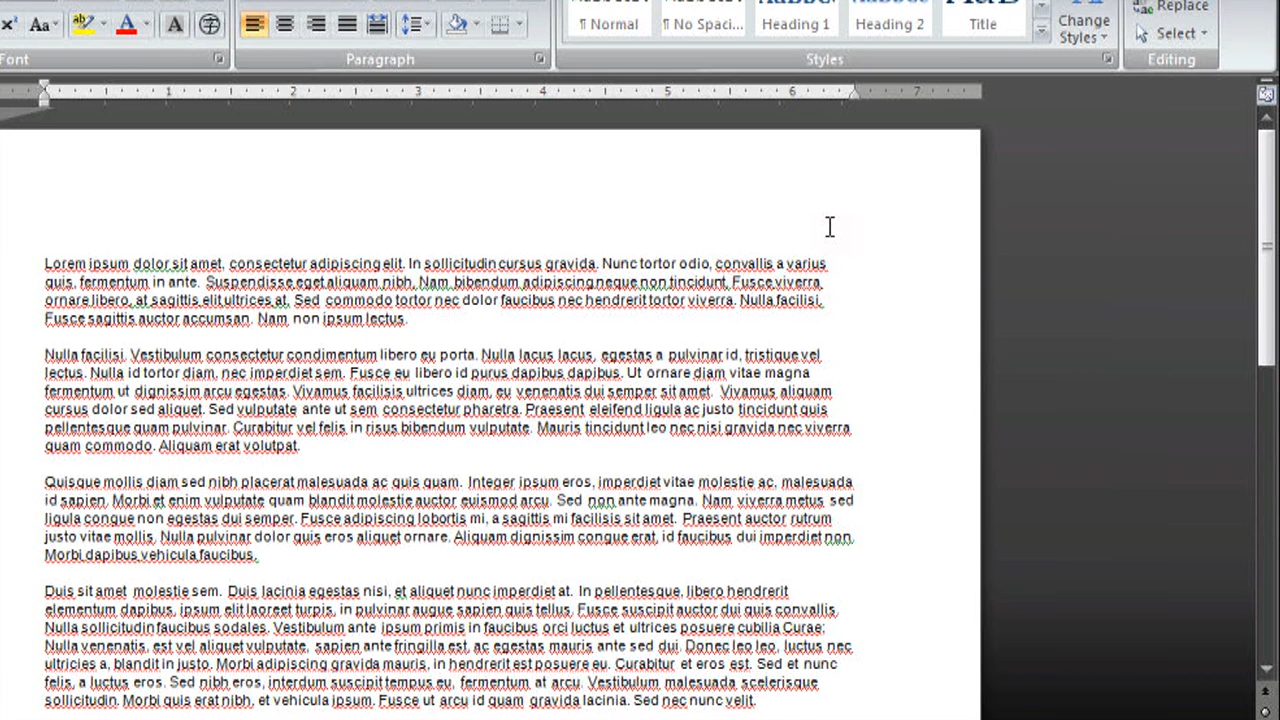 Replace
¶ Normal ¶ No Spaci... Heading 1 Heading 2 Title Change Styles Select
Aa
Font Paragraph Styles Editing
1 2 3 4 5 6 7
Lorem ipsum dolor sit amet, consectetur adipiscing elit. In sollicitudin cursus gravida. Nunc tortor odio, convallis a varius
quis, fermentum in ante. Suspendisse eget aliquam nibh. Nam bibendum adipiscing neque non tincidunt. Fusce viverra
ornare libero, at sagittis elit ultrices at. Sed commodo tortor nec dolor faucibus nec hendrerit tortor viverra. Nulla facilisi.
Fusce sagittis auctor accumsan. Nam non ipsum lectus.
Nulla facilisi. Vestibulum consectetur condimentum libero eu porta. Nulla lacus lacus, egestas a pulvinar id, tristique vel
lectus. Nulla id tortor diam, nec imperdiet sem. Fusce eu libero id purus dapibus dapibus. Ut ornare diam vitae magna
fermentum ut dignissim arcu egestas. Vivamus facilisis ultrices diam, eu venenatis dui semper sit amet. Vivamus aliquam
cursus dolor sed aliquet. Sed vulputate ante ut sem consectetur pharetra. Praesent eleifend ligula ac justo tincidunt quis
pellentesque quam pulvinar. Curabitur vel felis in risus bibendum vulputate. Mauris tincidunt leo nec nisi gravida nec viverra
quam commodo. Aliquam erat volutpat.
Quisque mollis diam sed nibh placerat malesuada ac quis quam. Integer ipsum eros, imperdiet vitae molestie ac, malesuada
id sapien. Morbi et enim vulputate quam blandit molestie auctor euismod arcu. Sed non ante magna. Nam viverra metus sed
ligula congue non egestas dui semper. Fusce adipiscing lobortis mi, a sagittis mi facilisis sit amet. Praesent auctor rutrum
justo vitae mollis. Nulla pulvinar dolor quis eros aliquet ornare. Aliquam dignissim congue erat, id faucibus dui imperdiet non.
Morbi dapibus vehicula faucibus.
Duis sit amet molestie sem. Duis lacinia egestas nisi, et aliquet nunc imperdiet at. In pellentesque, libero hendrerit
elementum dapibus, ipsum elit laoreet turpis, in pulvinar augue sapien quis tellus. Fusce suscipit auctor dui quis convallis.
Nulla sollicitudin faucibus sodales. Vestibulum ante ipsum primis in faucibus orci luctus et ultrices posuere cubilia Curae;
Nulla venenatis, est vel aliquet vulputate, sapien ante fringilla est, ac egestas mauris ante sed dui. Donec leo leo, luctus nec
ultricies a, blandit in justo. Morbi adipiscing gravida mauris, in hendrerit est posuere eu. Curabitur et eros est. Sed et nunc
felis, a luctus eros. Sed nibh eros, interdum suscipit tempus eu, fermentum at arcu. Vestibulum malesuada scelerisque
sollicitudin. Morbi quis erat nibh, et vehicula ipsum. Fusce ut arcu id quam gravida lacinia. Sed nec nunc velit.